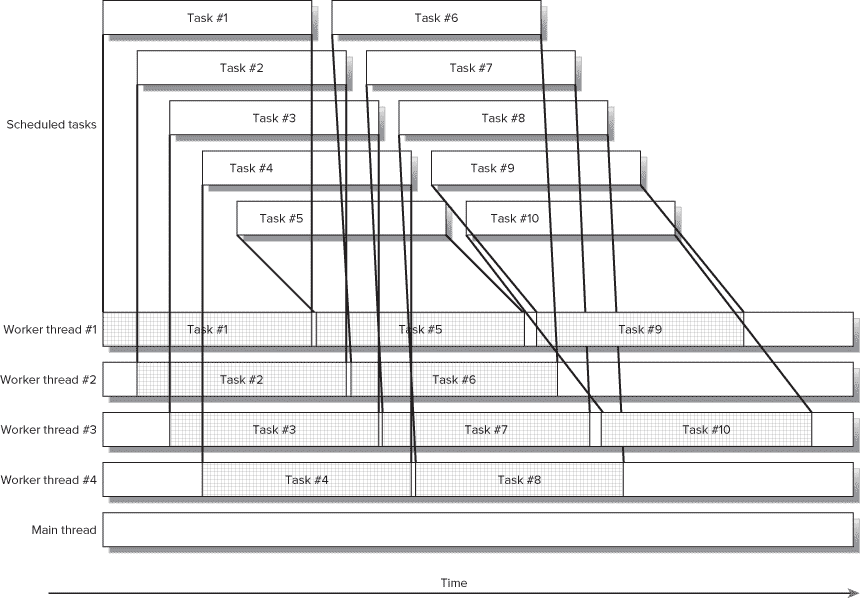 Task #1
Task #6
Task #2
Task #7
Scheduled tasks
Task #3
Task #8
Task #4
Task #9
Task #5
Task #10
Worker thread #1
Task #1
Task #5
Task #9
Worker thread #2
Task #2
Task #6
Worker thread #3
Task #3
Task #7
Task #10
Worker thread #4
Task #4
Task #8
Main thread
Time